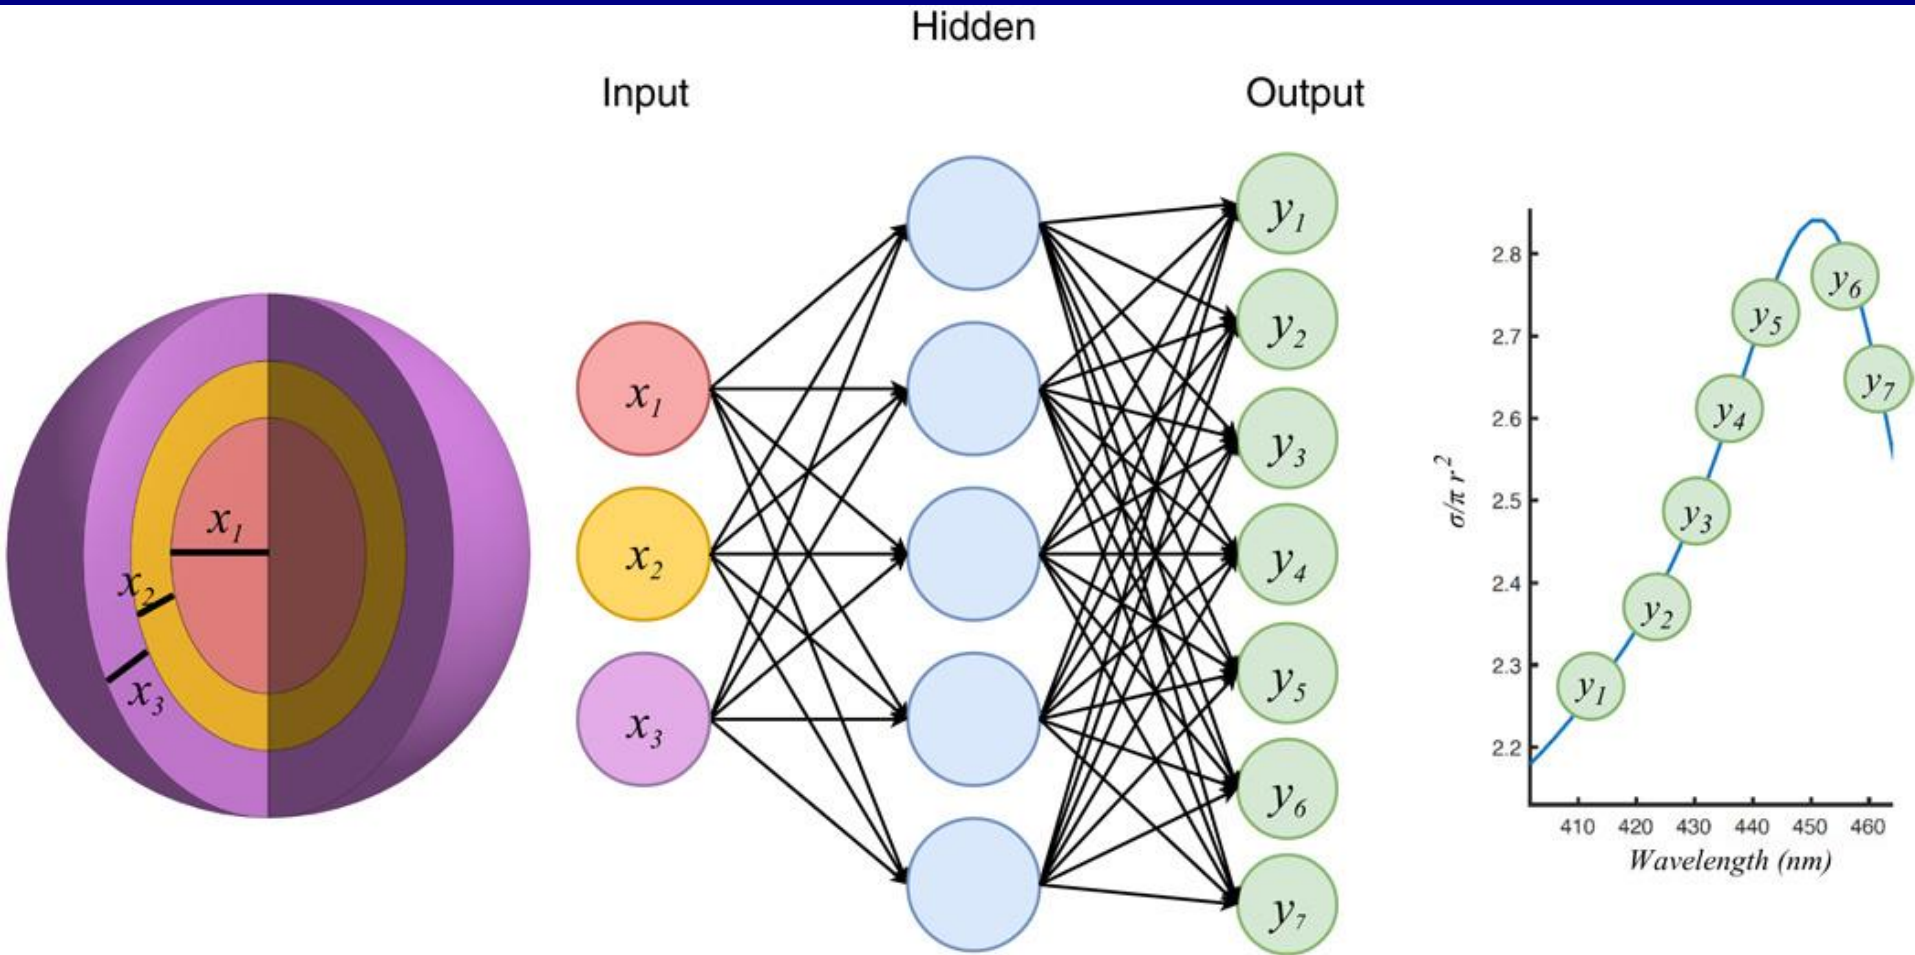 Hidden
Input
Output
x₁
x₂
x₃
x₁
x₂
x₃
y₁
y₂
y₃
y₄
y₅
y₆
y₇
σ/π r²
2.8
2.7
2.6
2.5
2.4
2.3
2.2
y₁
y₂
y₃
y₄
y₅
y₆
y₇
410 420 430 440 450 460
Wavelength (nm)